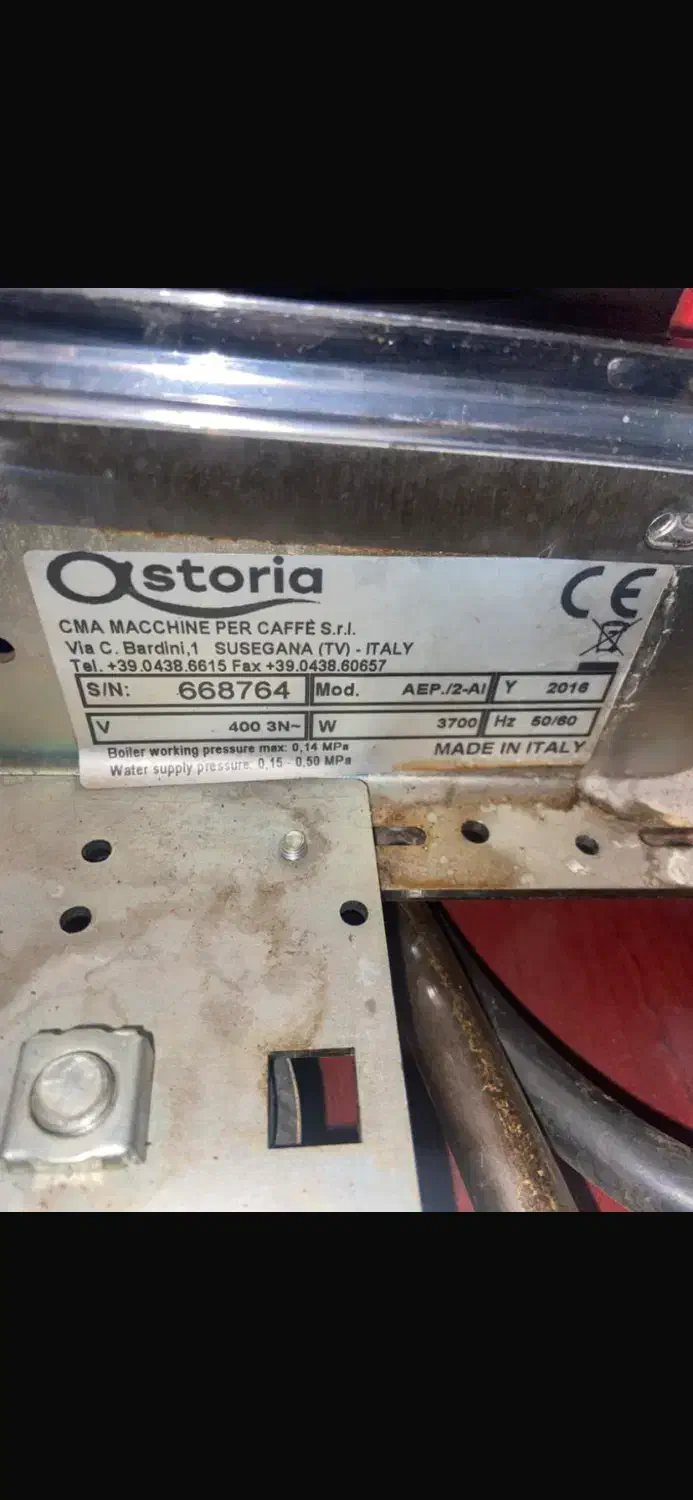 astoria
CE
CMA MACCHINE PER CAFFÈ S.r.l.
Via C. Bardini,1 SUSEGANA (TV) - ITALY
Tel. +39.0438.6615 Fax +39.0438.60657
S/N: 668764 Mod. AEP./2-AI Y 2016
V 400 3N~ W 3700 Hz 50/60
Boiler working pressure max: 0,14 MPa
Water supply pressure: 0,15 - 0,50 MPa
MADE IN ITALY